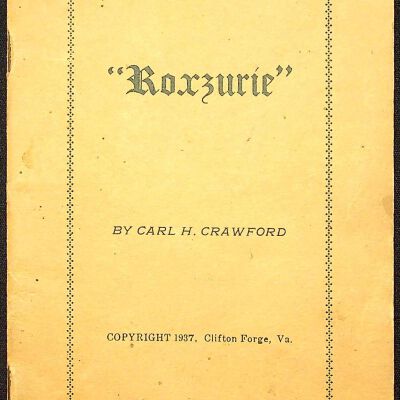 “Roxzurie”
BY CARL H. CRAWFORD
COPYRIGHT 1937, Clifton Forge, Va.